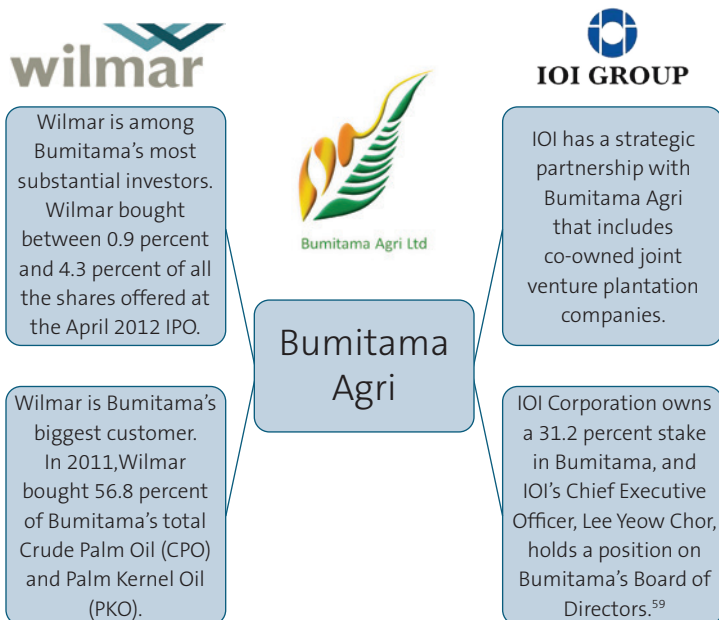 wilmar
Wilmar is among
Bumitama’s most
substantial investors.
Wilmar bought
between 0.9 percent
and 4.3 percent of all
the shares offered at
the April 2012 IPO.
Wilmar is Bumitama’s
biggest customer.
In 2011,Wilmar
bought 56.8 percent
of Bumitama’s total
Crude Palm Oil (CPO)
and Palm Kernel Oil
(PKO).
Bumitama Agri Ltd
Bumitama
Agri
IOI GROUP
IOI has a strategic
partnership with
Bumitama Agri
that includes
co-owned joint
venture plantation
companies.
IOI Corporation owns
a 31.2 percent stake
in Bumitama, and
IOI’s Chief Executive
Officer, Lee Yeow Chor,
holds a position on
Bumitama’s Board of
Directors.59